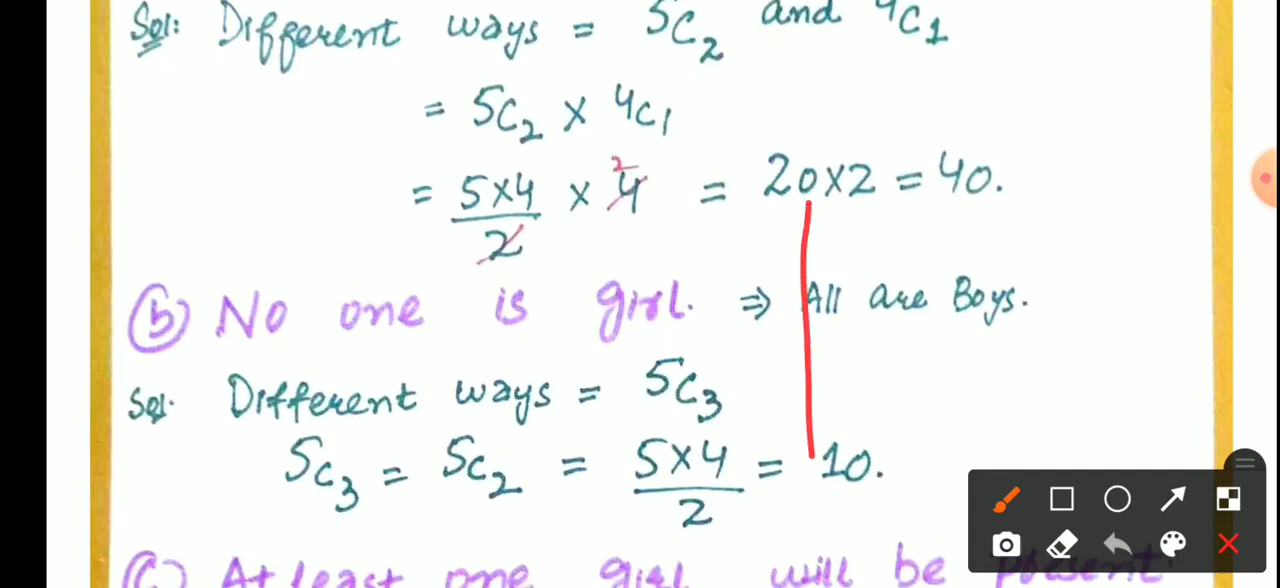 Sol: Different ways = 5C2 and 4C1
= 5C2 × 4C1
= 5×4/2 × 4 2 = 20×2 = 40.
(b) No one is girl. ⇒ All are Boys.
Sol. Different ways = 5C3
5C3 = 5C2 = 5×4/2 = 10.
(c) At least one girl will be present